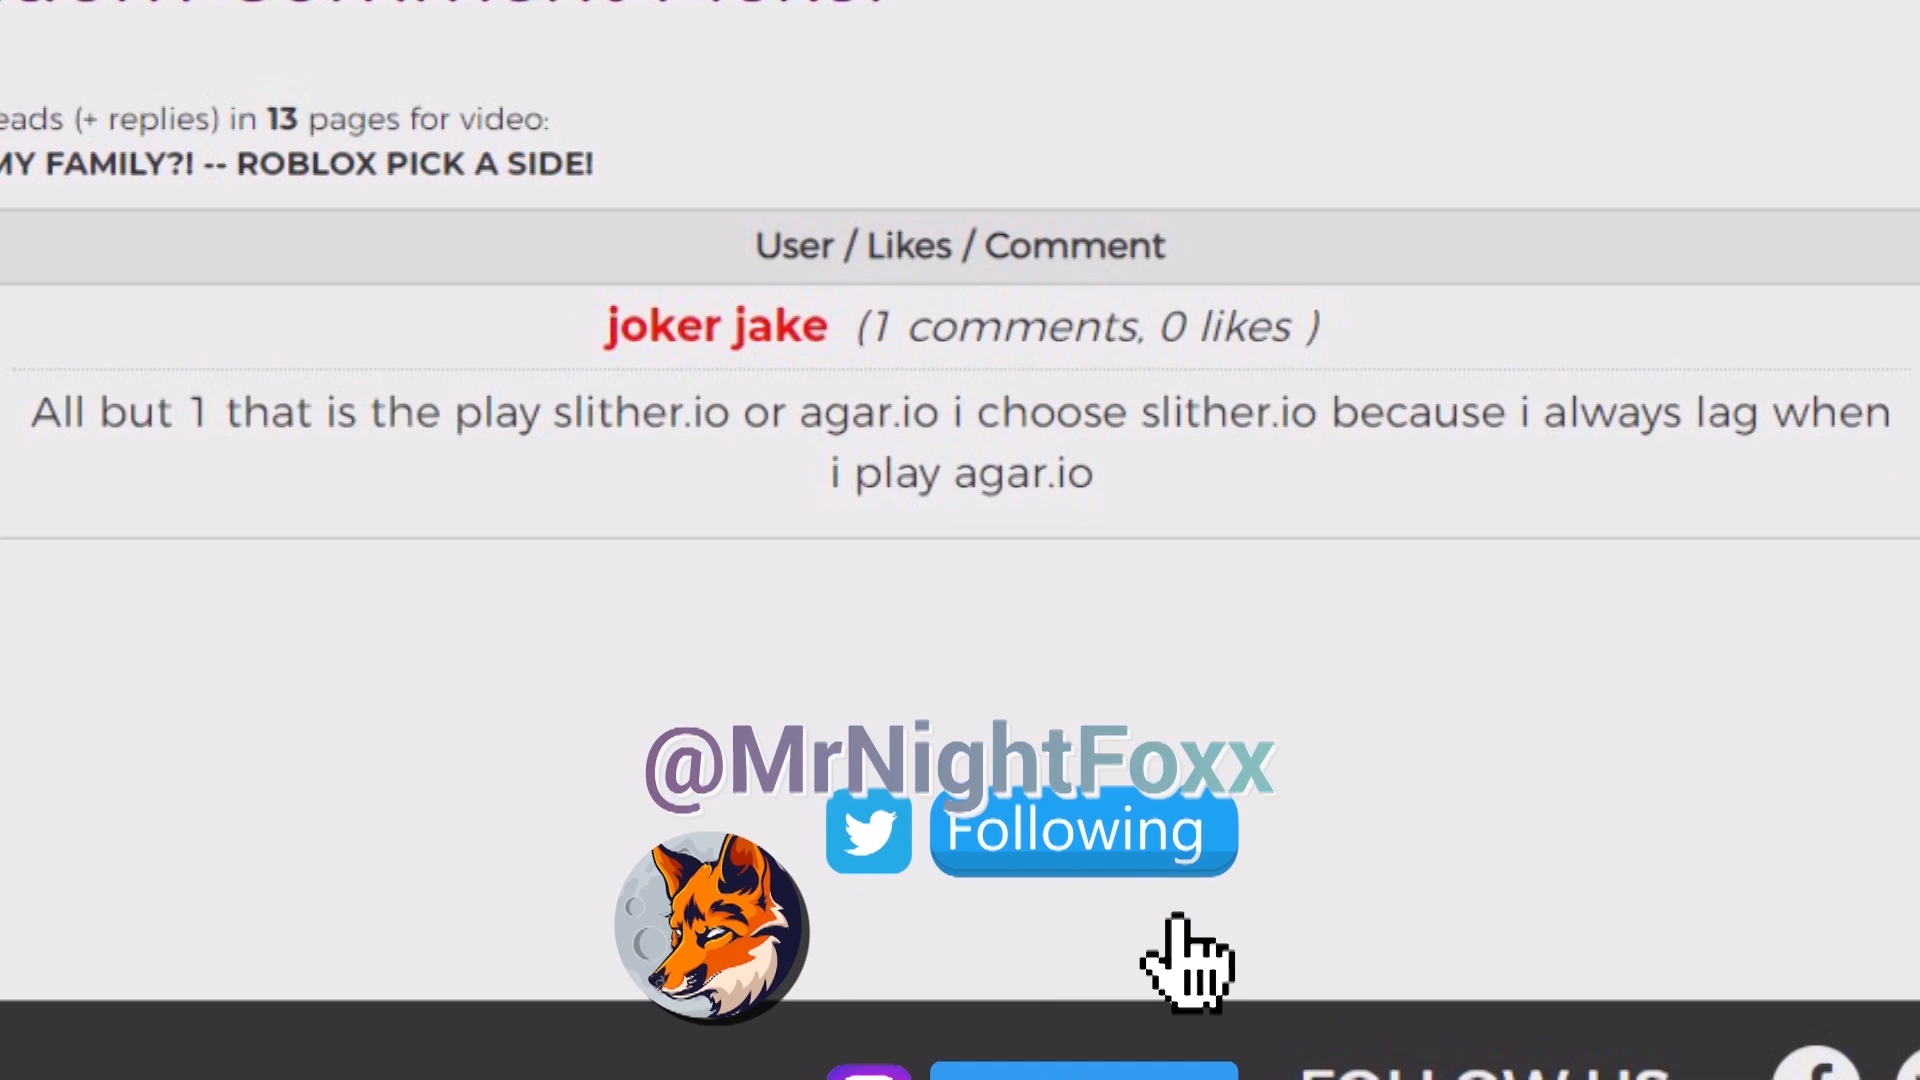 eads (+ replies) in 13 pages for video:
MY FAMILY?! -- ROBLOX PICK A SIDE!
User / Likes / Comment
joker jake (1 comments, 0 likes )
All but 1 that is the play slither.io or agar.io i choose slither.io because i always lag when
i play agar.io
@MrNightFoxx
Following
FOLLOW US